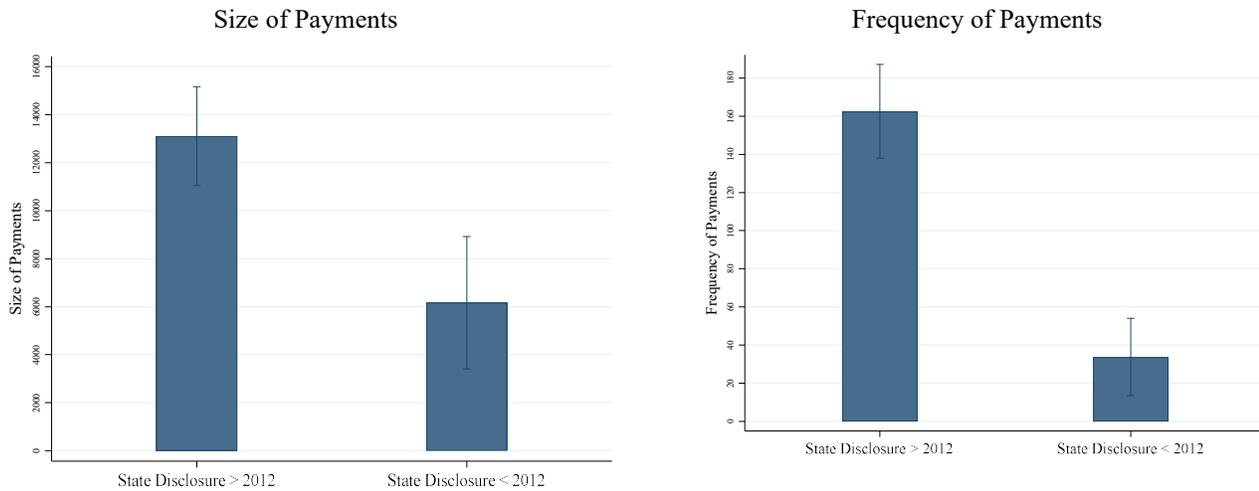 Size of Payments
Size of Payments
16000
14000
12000
10000
8000
6000
4000
2000
0
State Disclosure > 2012
State Disclosure < 2012
Frequency of Payments
Frequency of Payments
180
160
140
120
100
80
60
40
20
0
State Disclosure > 2012
State Disclosure < 2012